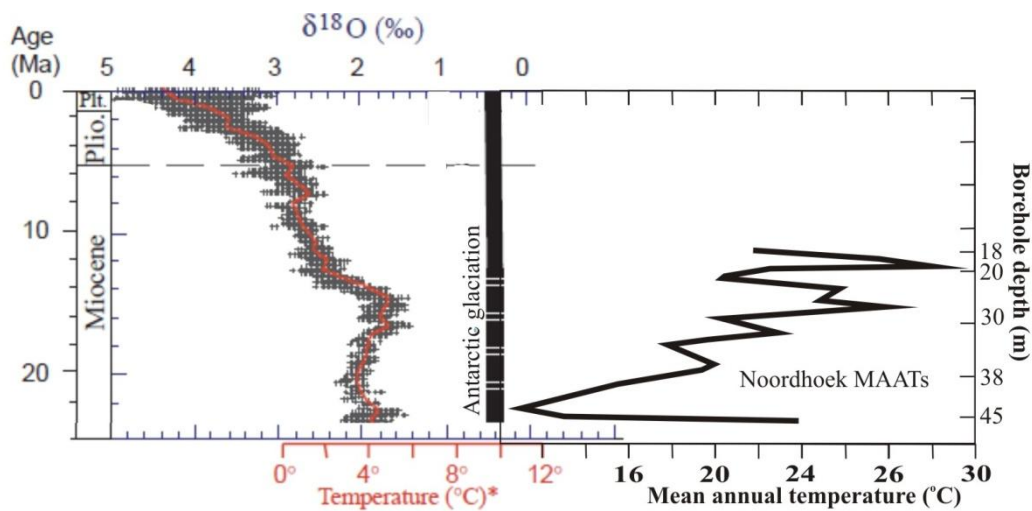 δ18O (‰)
Age
(Ma)
5 4 3 2 1 0
0
10
20
Plt.
Plio.
Miocene
Antarctic glaciation
18
20
30
38
45
Borehole depth (m)
Noordhoek MAATs
0° 4° 8° 12°
16 20 24 28 30
Temperature (°C)*
Mean annual temperature (°C)